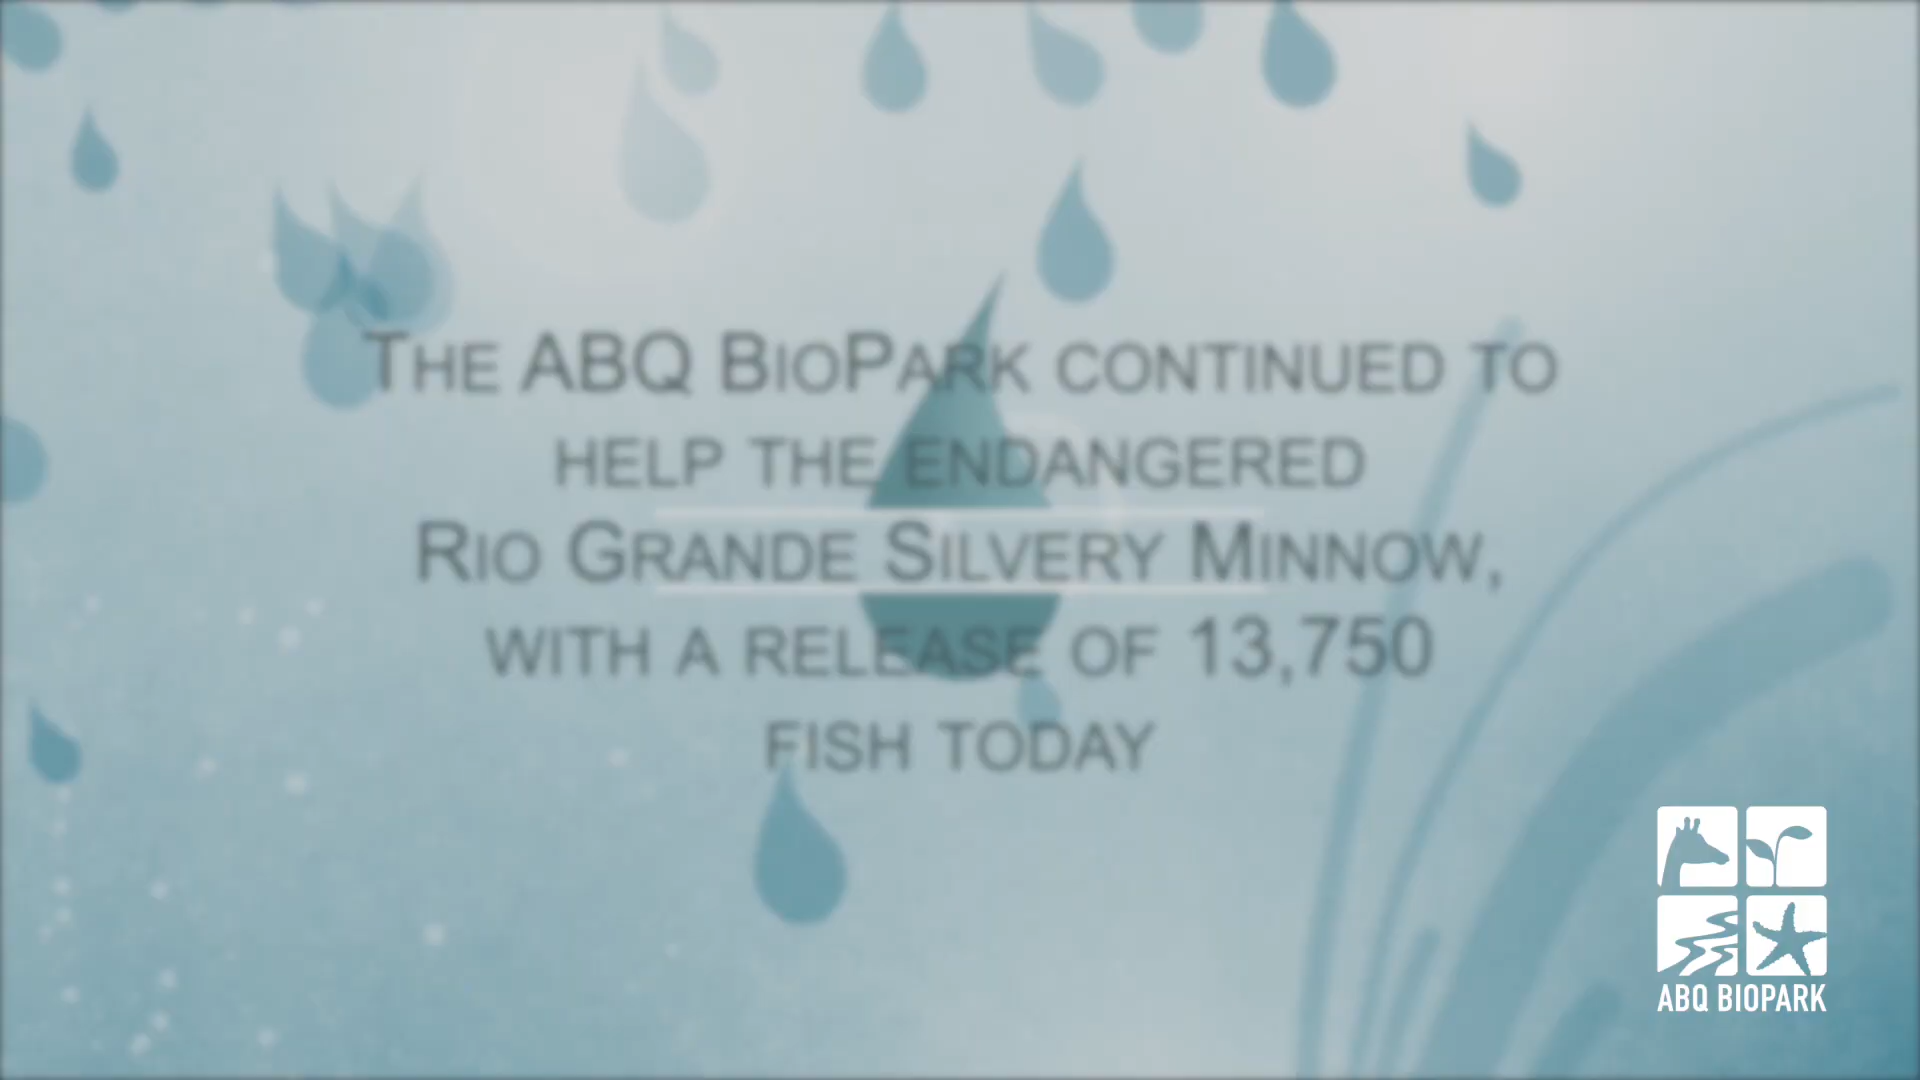 The ABQ BioPark continued to
help the endangered
Rio Grande Silvery Minnow,
with a release of 13,750
fish today
ABQ BIOPARK